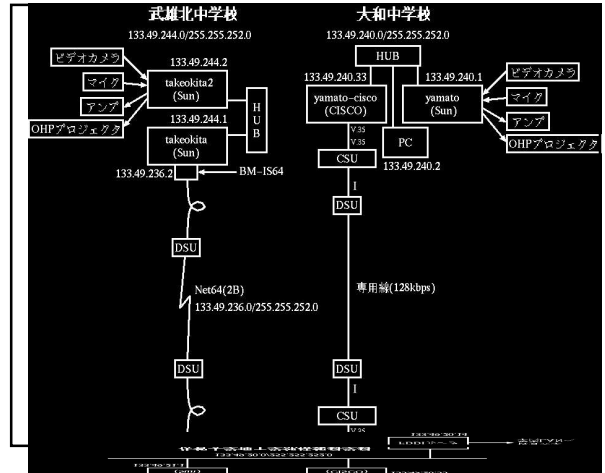 武雄北中学校
133.49.244.0/255.255.252.0
ビデオカメラ
マイク
アンプ
OHPプロジェクタ
133.49.244.2
takeokita2
(Sun)
133.49.244.1
takeokita
(Sun)
HUB
133.49.236.2
BM-IS64
DSU
Net64(2B)
133.49.236.0/255.255.252.0
DSU
大和中学校
133.49.240.0/255.255.252.0
HUB
133.49.240.33
yamato-cisco
(CISCO)
133.49.240.1
yamato
(Sun)
ビデオカメラ
マイク
アンプ
OHPプロジェクタ
V.35
V.35
CSU
PC
133.49.240.2
I
DSU
専用線(128kbps)
DSU
I
CSU
V.35